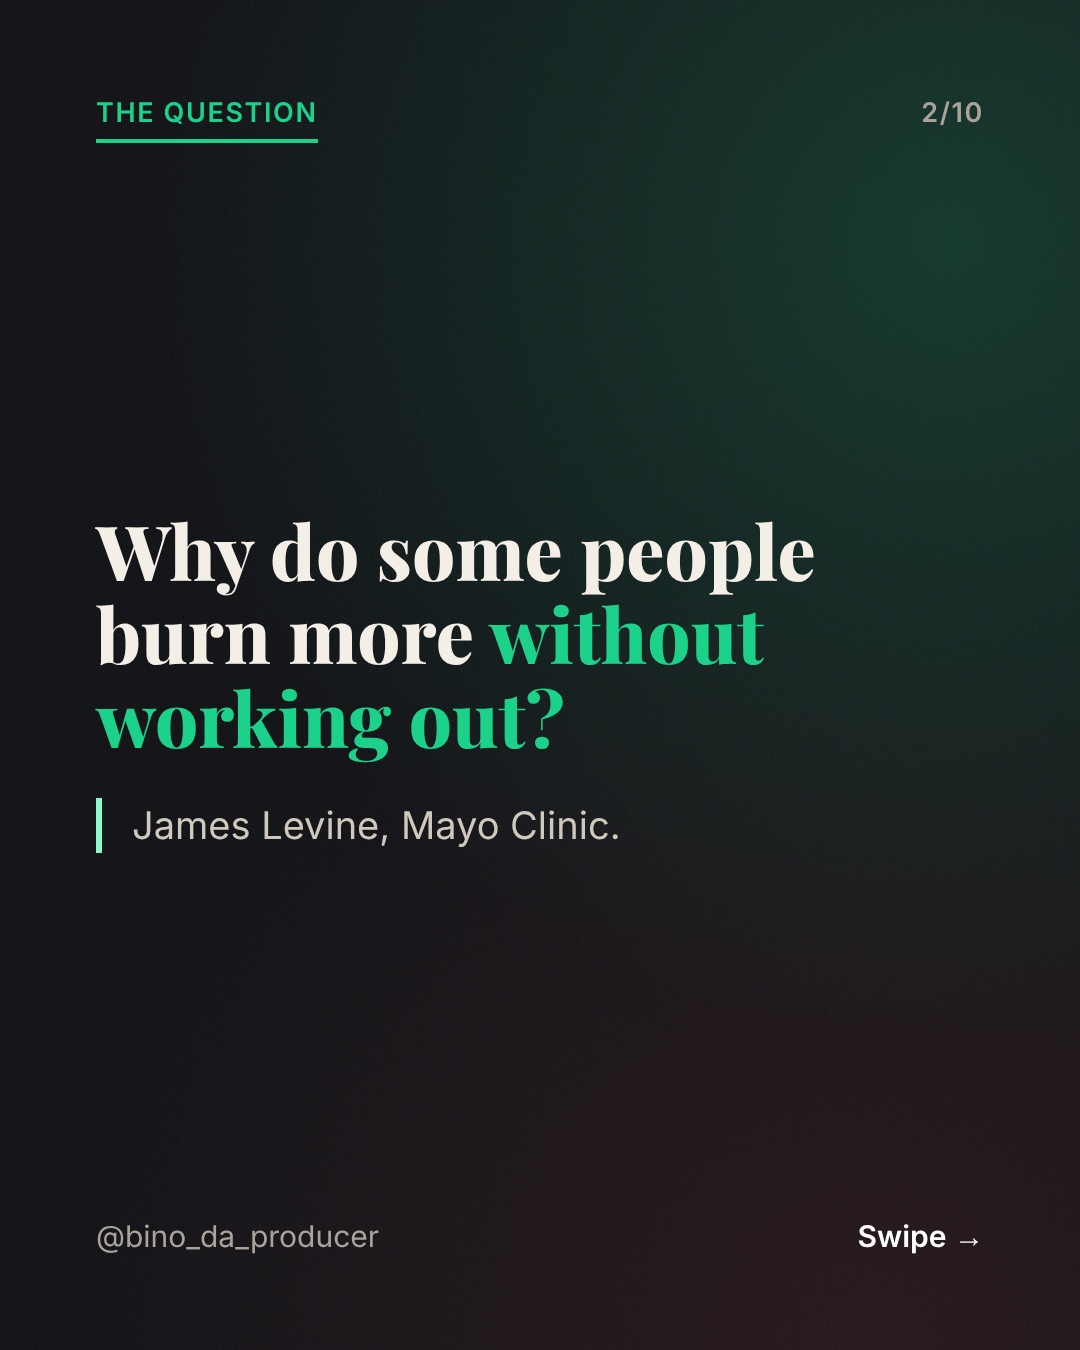 THE QUESTION
2/10
Why do some people
burn more without
working out?
James Levine, Mayo Clinic.
@bino_da_producer
Swipe →